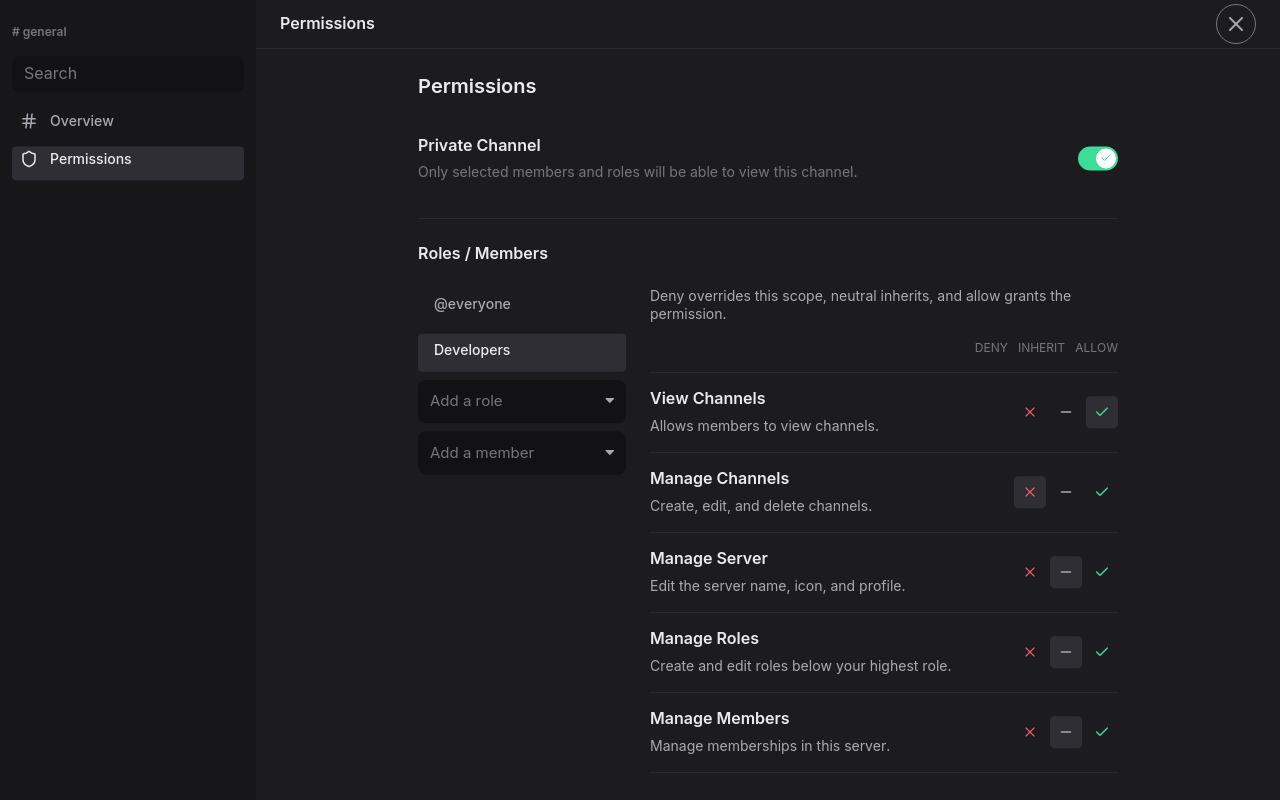 # general
Search
Overview
Permissions
Permissions
Permissions
Private Channel
Only selected members and roles will be able to view this channel.
Roles / Members
@everyone
Developers
Add a role
Add a member
Deny overrides this scope, neutral inherits, and allow grants the
permission.
DENY INHERIT ALLOW
View Channels
Allows members to view channels.
Manage Channels
Create, edit, and delete channels.
Manage Server
Edit the server name, icon, and profile.
Manage Roles
Create and edit roles below your highest role.
Manage Members
Manage memberships in this server.